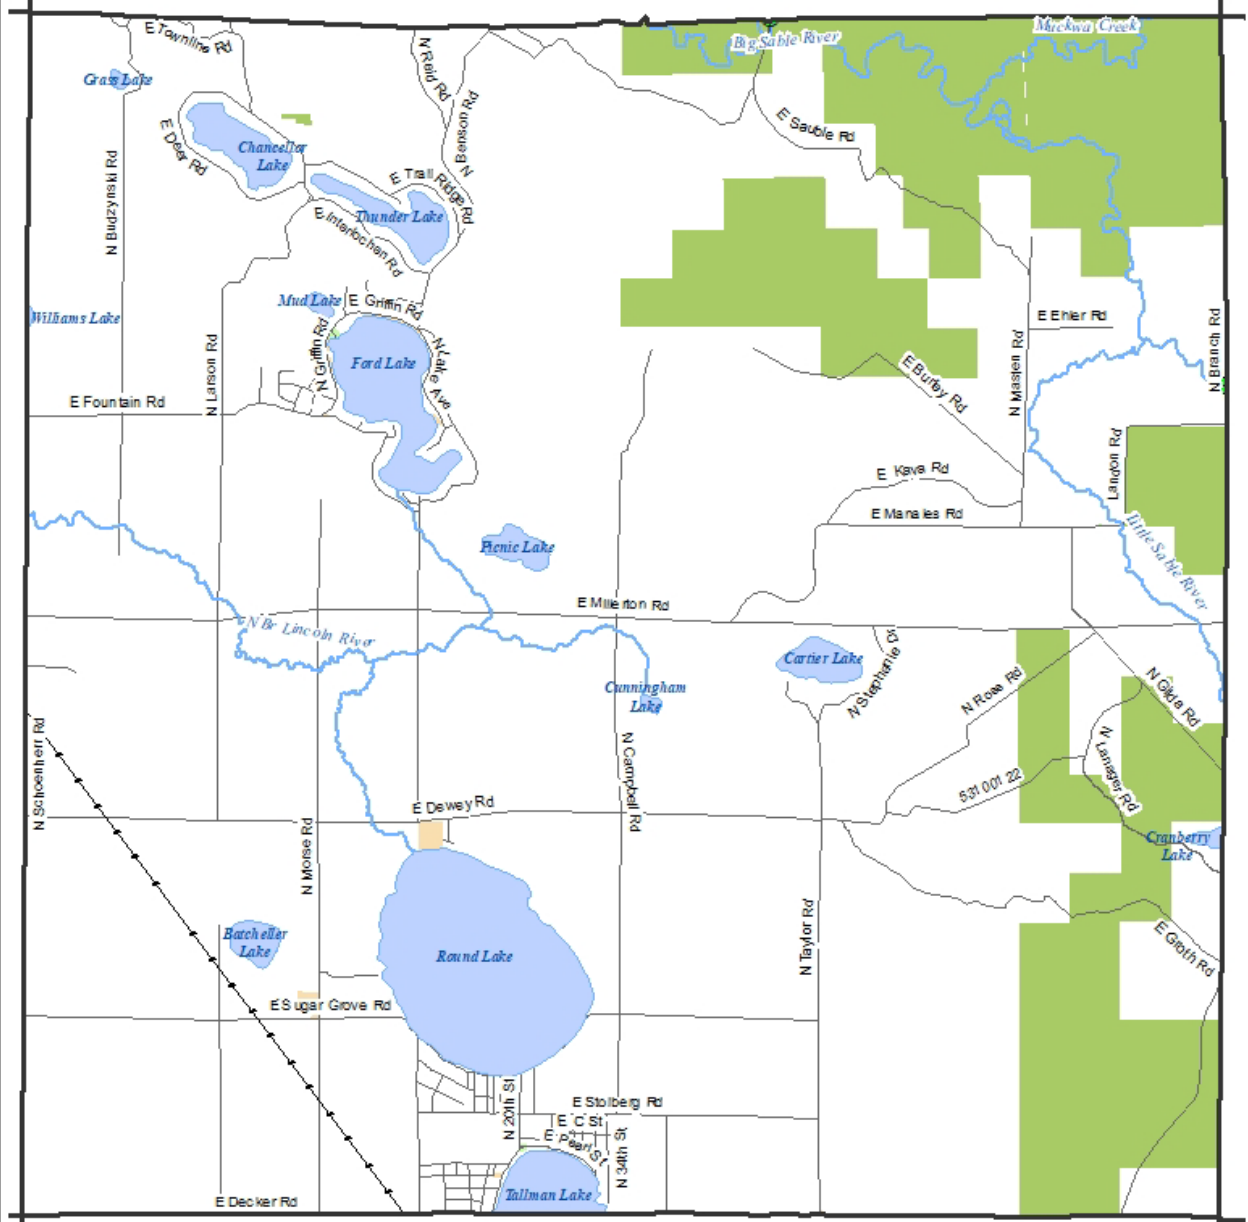 E Townline Rd
N Reid Rd
Big Sable River
Muckwa Creek
Grass Lake
N Benson Rd
N
E Sauble Rd
E Deer Rd
Chancellor
Lake
N Budzynski Rd
E Trail Ridge Rd
Thunder Lake
E Interlochen Rd
Mud Lake
E Griffin Rd
Williams Lake
E Ehler Rd
N Branch Rd
N Larson Rd
N Griffin Rd
Ford Lake
N Lake Ave
N Masten Rd
E Burby Rd
E Fountain Rd
Landon Rd
E Kava Rd
E Manales Rd
Little Sable River
Picnic Lake
E Millerton Rd
N Br Lincoln River
Cartier Lake
N Stephanie Dr
Cunningham
Lake
N Rose Rd
N Gilda Rd
N Schoenherr Rd
N Campbell Rd
N Lanager Rd
531 001 22
E Dewey Rd
N Morse Rd
Cranberry
Lake
Batcheller
Lake
Round Lake
N Taylor Rd
E Groth Rd
E Sugar Grove Rd
N 20th St
E Stolberg Rd
E C St
E Pearl St
N 34th St
E Decker Rd
Tallman Lake